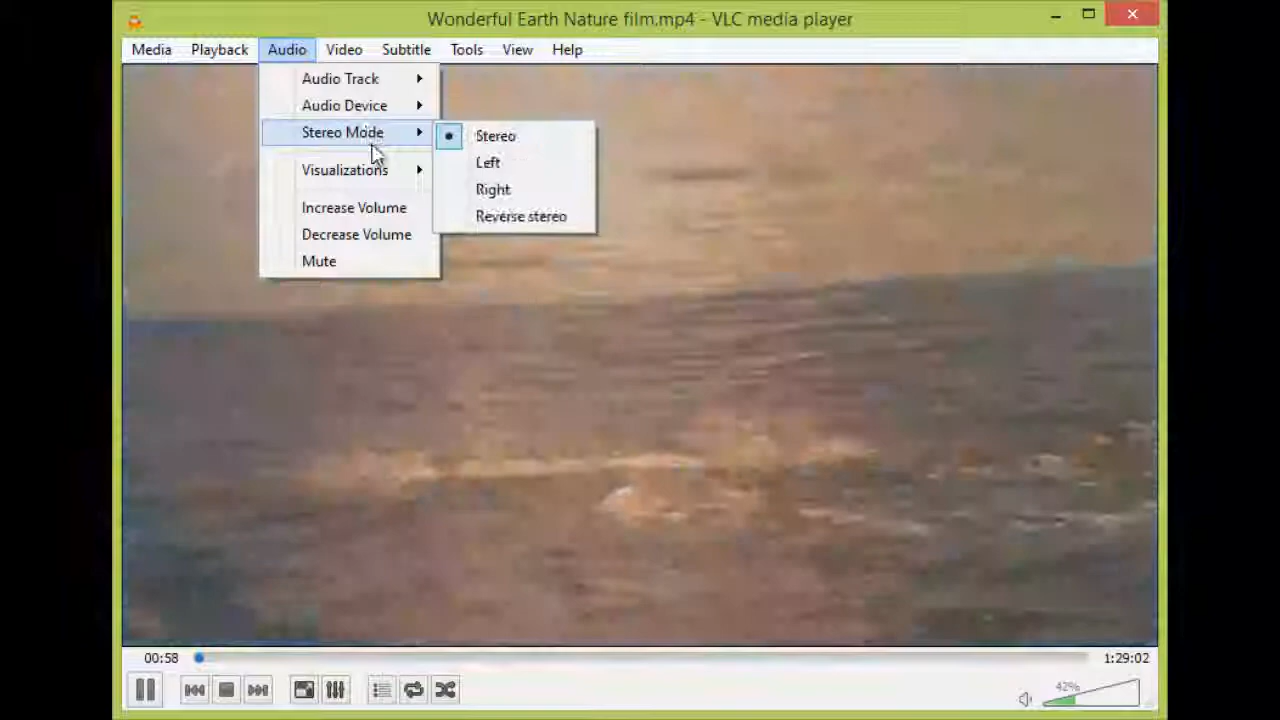 Wonderful Earth Nature film.mp4 - VLC media player
Media Playback Audio Video Subtitle Tools View Help
Audio Track
Audio Device
Stereo Mode
Stereo
Left
Visualizations
Right
Increase Volume
Reverse stereo
Decrease Volume
Mute
00:58
1:29:02
42%